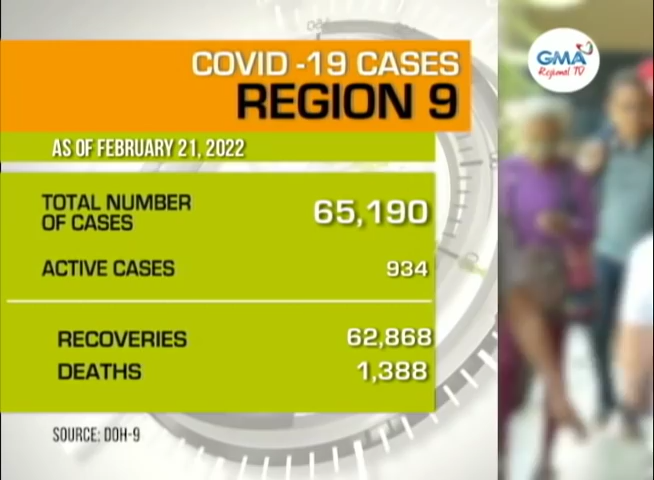 COVID -19 CASES
REGION 9
AS OF FEBRUARY 21, 2022
TOTAL NUMBER
OF CASES
65,190
ACTIVE CASES 934
RECOVERIES 62,868
DEATHS 1,388
SOURCE: DOH-9
GMA
Regional TV